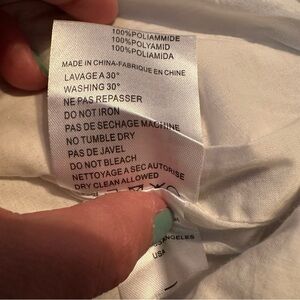 100%POLIAMMIDE
100%POLYAMID
100%POLIAMIDA
MADE IN CHINA-FABRIQUE EN CHINE
LAVAGE A 30°
WASHING 30°
NE PAS REPASSER
DO NOT IRON
PAS DE SECHAGE MACHINE
NO TUMBLE DRY
PAS DE JAVEL
DO NOT BLEACH
NETTOYAGE A SEC AUTORISE
DRY CLEAN ALLOWED
ANGELES
USA